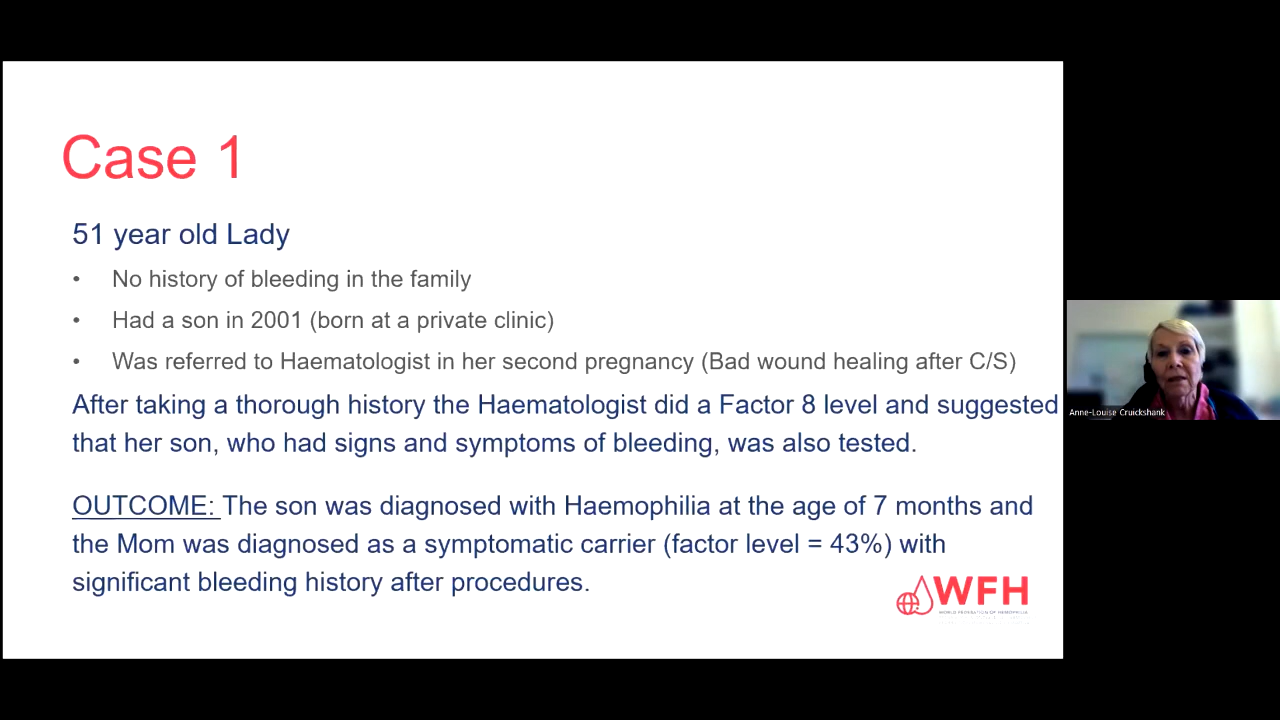 Case 1
51 year old Lady
• No history of bleeding in the family
• Had a son in 2001 (born at a private clinic)
• Was referred to Haematologist in her second pregnancy (Bad wound healing after C/S)
After taking a thorough history the Haematologist did a Factor 8 level and suggested
that her son, who had signs and symptoms of bleeding, was also tested.
OUTCOME: The son was diagnosed with Haemophilia at the age of 7 months and
the Mom was diagnosed as a symptomatic carrier (factor level = 43%) with
significant bleeding history after procedures.
WFH
WORLD FEDERATION OF HEMOPHILIA
Anne-Louise Cruickshank